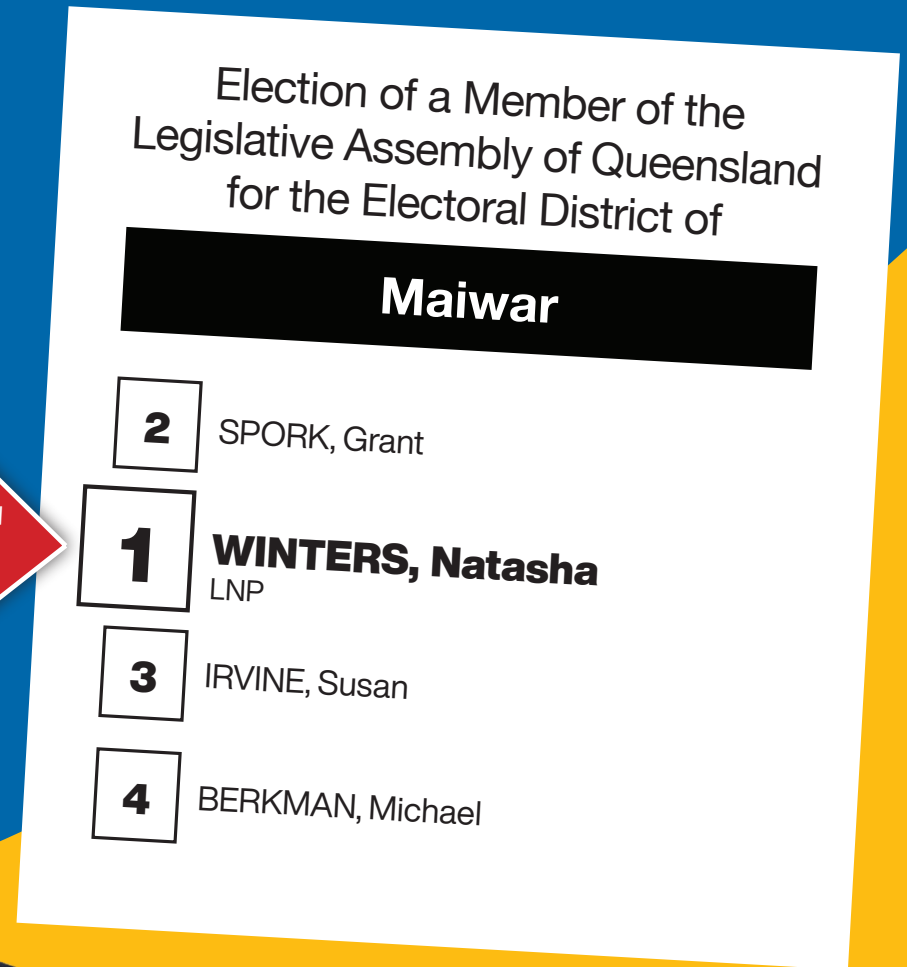 Election of a Member of the
Legislative Assembly of Queensland
for the Electoral District of
Maiwar
2 SPORK, Grant
1 WINTERS, Natasha
LNP
3 IRVINE, Susan
4 BERKMAN, Michael